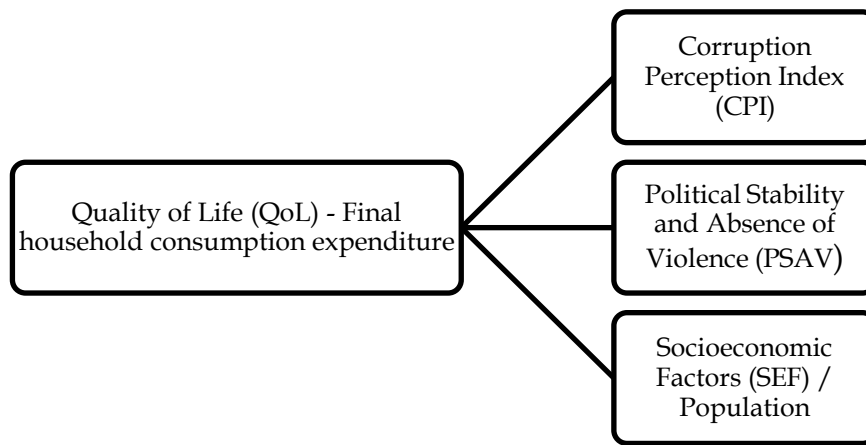 Corruption
Perception Index
(CPI)
Quality of Life (QoL) - Final
household consumption expenditure
Political Stability
and Absence of
Violence (PSAV)
Socioeconomic
Factors (SEF) /
Population